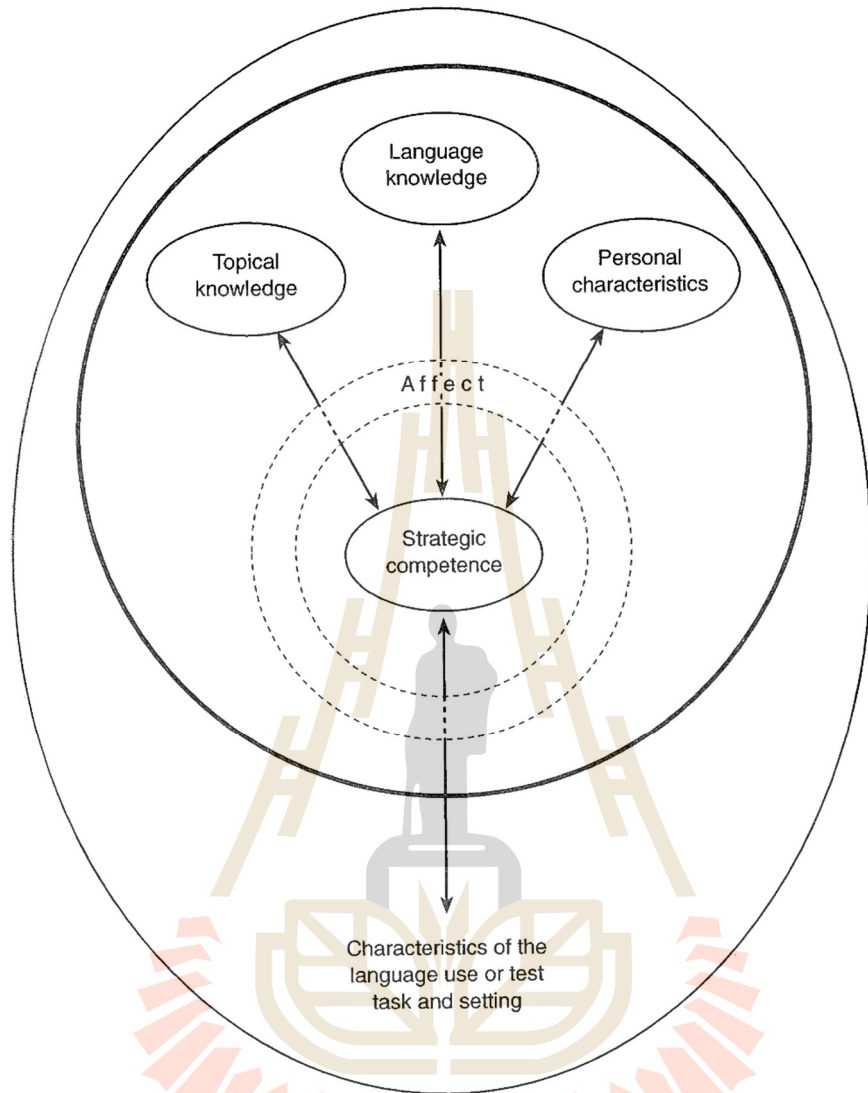 Language
knowledge
Topical
knowledge
Personal
characteristics
Affect
Strategic
competence
Characteristics of the
language use or test
task and setting